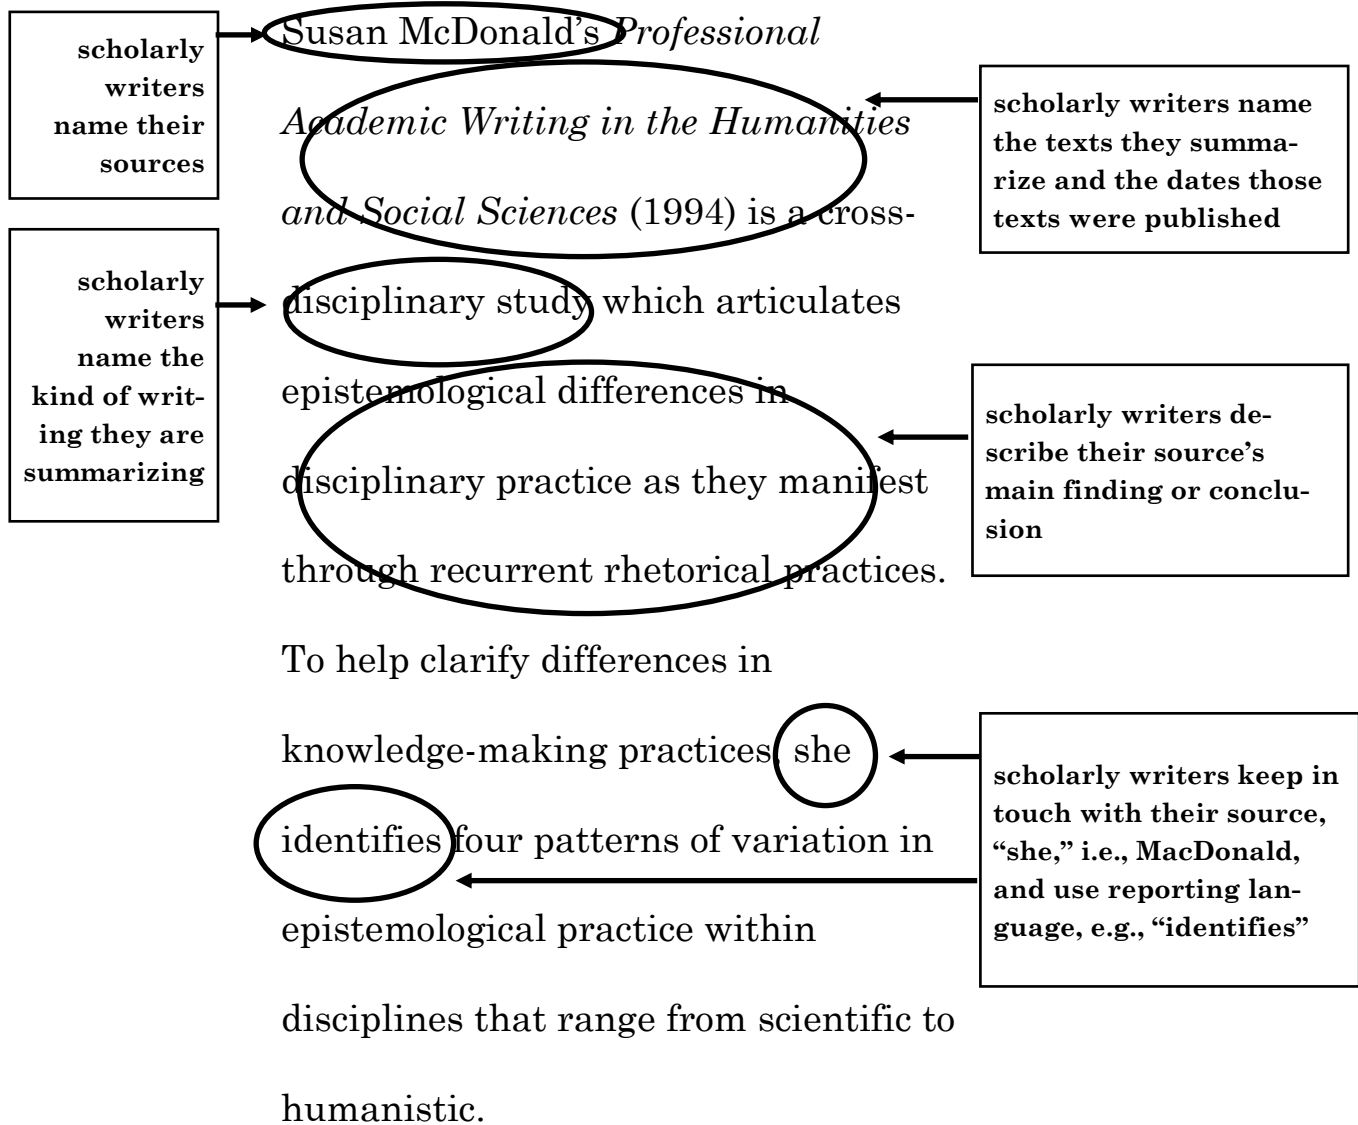 scholarly
writers
name their
sources
scholarly
writers
name the
kind of writ-
ing they are
summarizing
Susan McDonald's Professional
Academic Writing in the Humanities
and Social Sciences (1994) is a cross-
disciplinary study which articulates
epistemological differences in
disciplinary practice as they manifest
through recurrent rhetorical practices.
To help clarify differences in
knowledge-making practices, she
identifies four patterns of variation in
epistemological practice within
disciplines that range from scientific to
humanistic.
scholarly writers name
the texts they summa-
rize and the dates those
texts were published
scholarly writers de-
scribe their source's
main finding or conclu-
sion
scholarly writers keep in
touch with their source,
“she,” i.e., MacDonald,
and use reporting lan-
guage, e.g., “identifies”